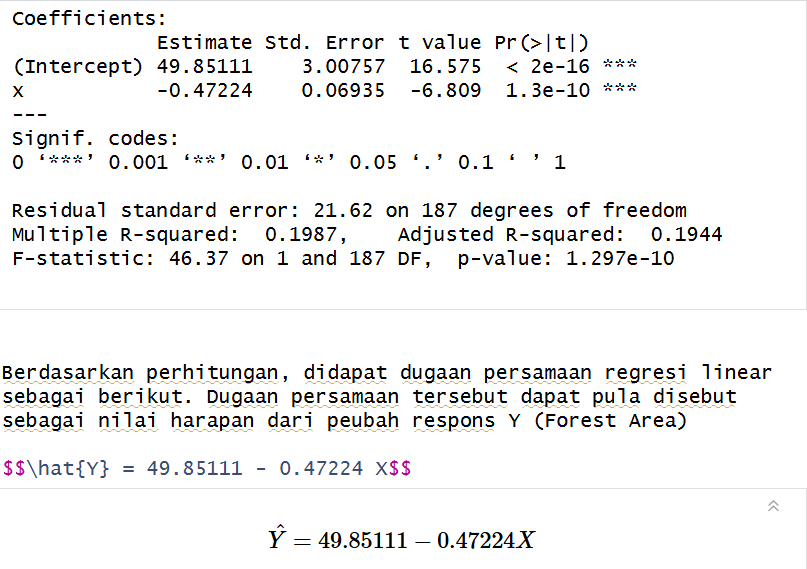 Coefficients:
            Estimate Std. Error t value Pr(>|t|)
(Intercept) 49.85111    3.00757  16.575  < 2e-16 ***
x           -0.47224    0.06935  -6.809  1.3e-10 ***
---
Signif. codes:
0 ‘***’ 0.001 ‘**’ 0.01 ‘*’ 0.05 ‘.’ 0.1 ‘ ’ 1
Residual standard error: 21.62 on 187 degrees of freedom
Multiple R-squared:  0.1987,    Adjusted R-squared:  0.1944
F-statistic: 46.37 on 1 and 187 DF,  p-value: 1.297e-10
Berdasarkan perhitungan, didapat dugaan persamaan regresi linear
sebagai berikut. Dugaan persamaan tersebut dapat pula disebut
sebagai nilai harapan dari peubah respons Y (Forest Area)
$$\hat{Y} = 49.85111 - 0.47224 X$$
Ŷ = 49.85111 − 0.47224X